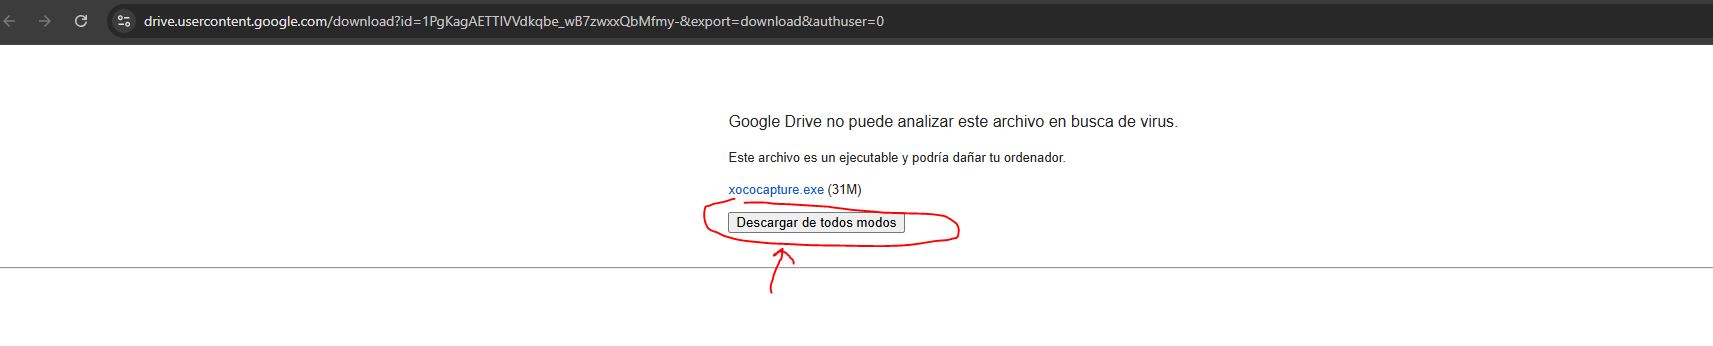 drive.usercontent.google.com/download?id=1PgKagAETTIVVdkqbe_wB7zwxxQbMfmy-&export=download&authuser=0
Google Drive no puede analizar este archivo en busca de virus.
Este archivo es un ejecutable y podría dañar tu ordenador.
xococapture.exe (31M)
Descargar de todos modos